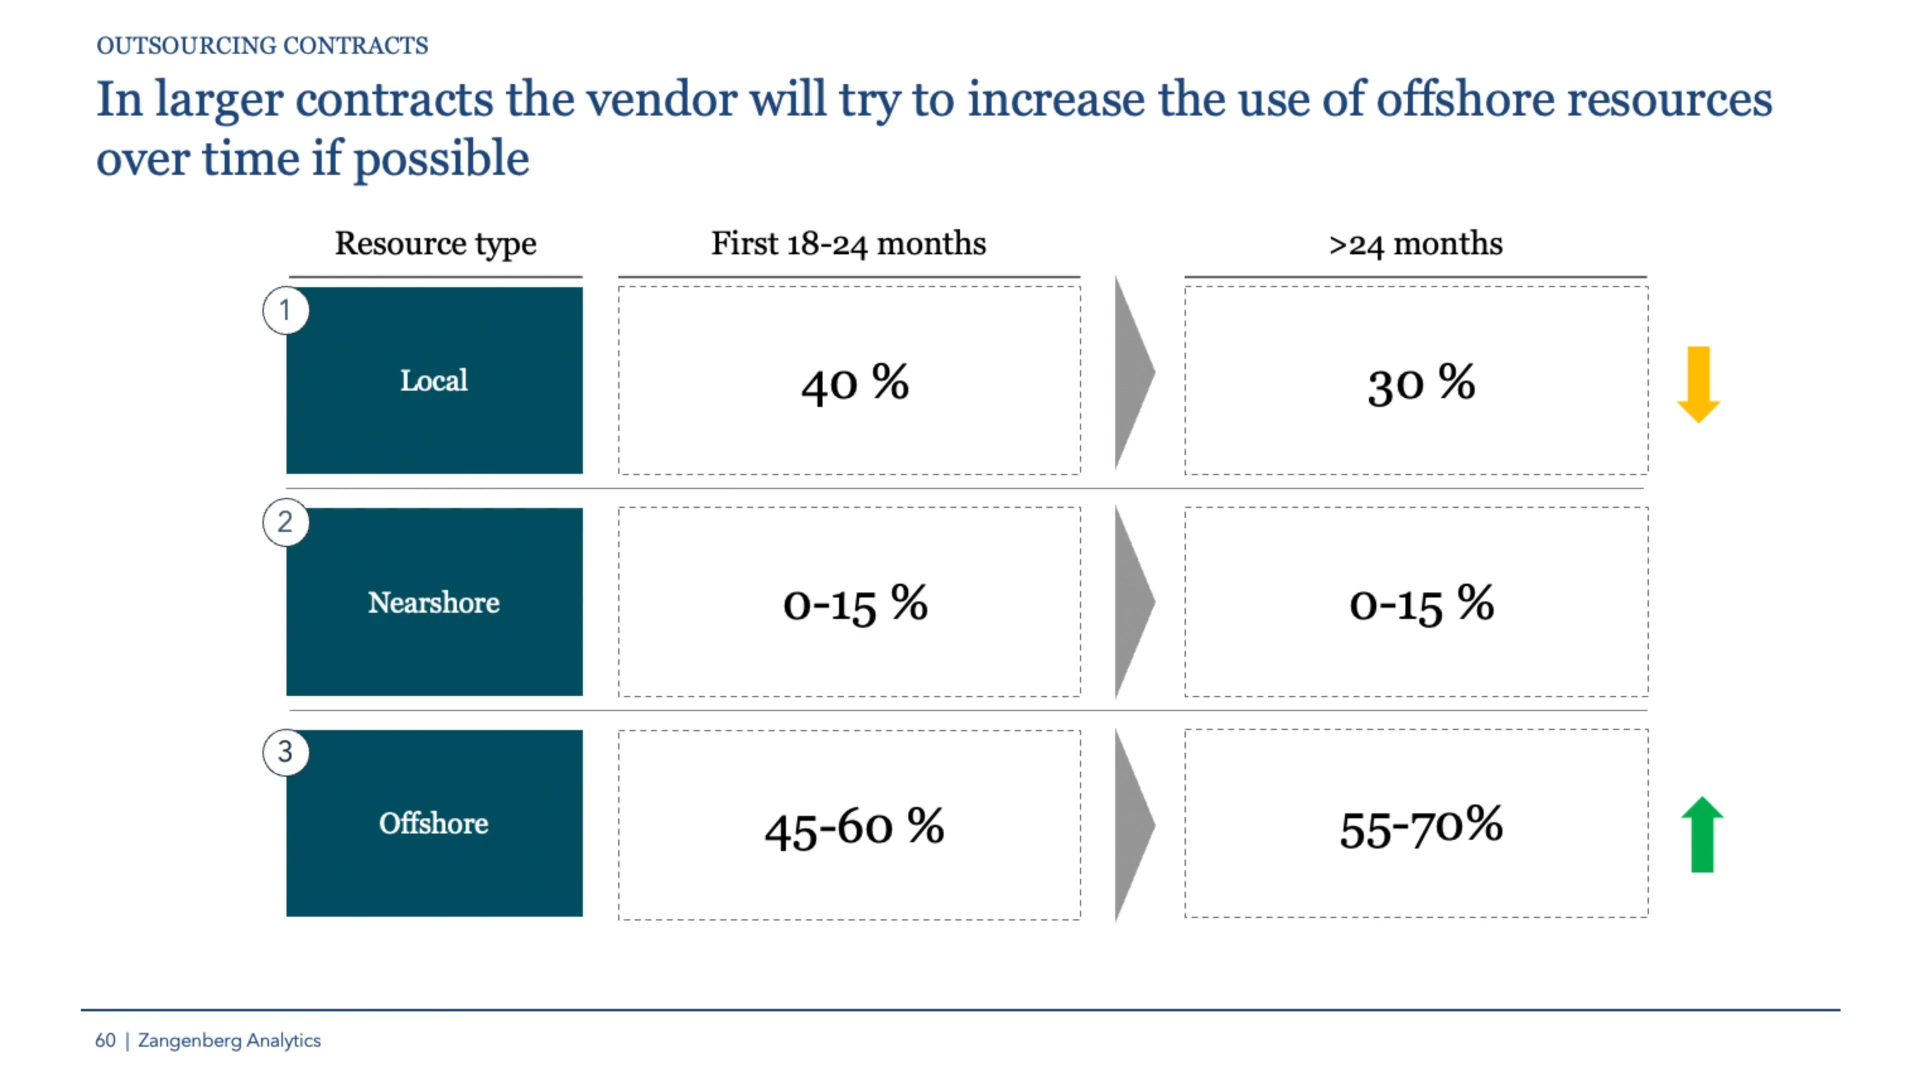 OUTSOURCING CONTRACTS
In larger contracts the vendor will try to increase the use of offshore resources
over time if possible
Resource type
First 18-24 months
>24 months
1
Local
40 %
30 %
2
Nearshore
0-15 %
0-15 %
3
Offshore
45-60 %
55-70%
60 | Zangenberg Analytics